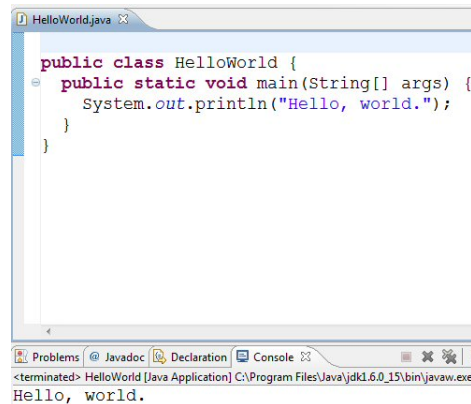 HelloWorld.java
public class HelloWorld {
public static void main(String[] args) {
System.out.println("Hello, world.");
}
}
Problems @ Javadoc Declaration Console
<terminated> HelloWorld [Java Application] C:\Program Files\Java\jdk1.6.0_15\bin\javaw.exe
Hello, world.